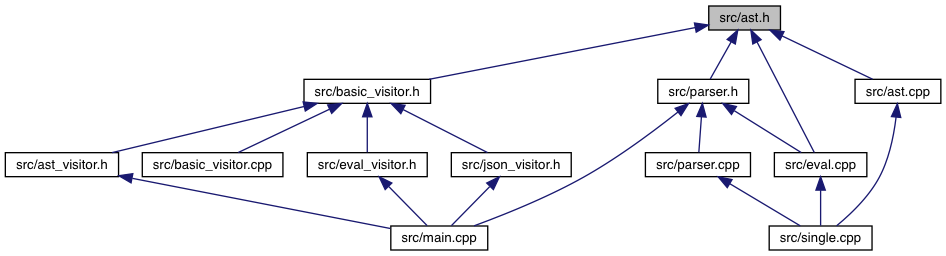 src/ast.h
src/basic_visitor.h
src/parser.h
src/ast.cpp
src/ast_visitor.h
src/basic_visitor.cpp
src/eval_visitor.h
src/json_visitor.h
src/parser.cpp
src/eval.cpp
src/main.cpp
src/single.cpp